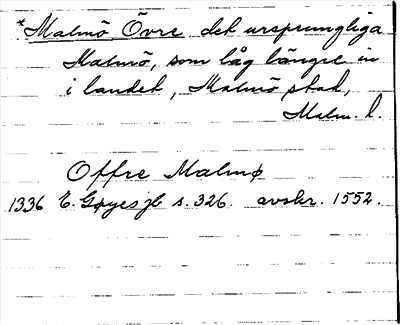 *Malmö, Övre det ursprungliga
Malmö, som låg längre in
i landet, Malmö stad,
Malm. l.
Offre Malmø
1336 E. Gøyes jb s. 326. avskr. 1552.